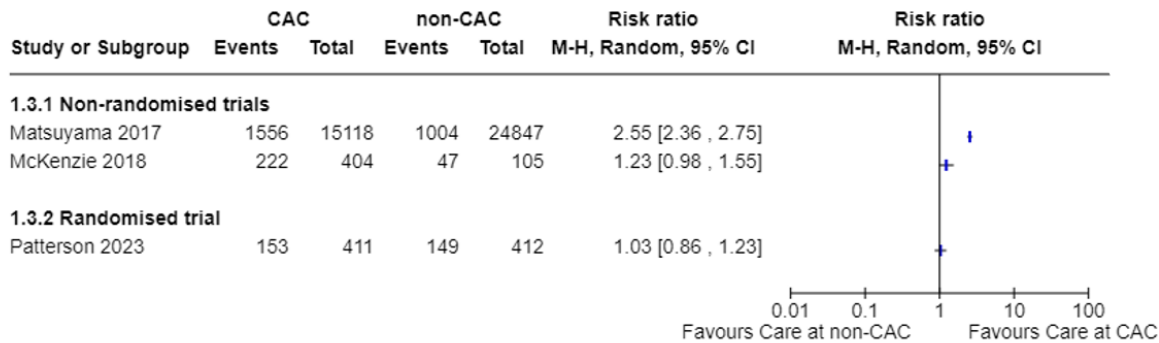 CAC non-CAC Risk ratio Risk ratio
Study or Subgroup Events Total Events Total M-H, Random, 95% CI M-H, Random, 95% CI
1.3.1 Non-randomised trials
Matsuyama 2017 1556 15118 1004 24847 2.55 [2.36 , 2.75]
McKenzie 2018 222 404 47 105 1.23 [0.98 , 1.55]
1.3.2 Randomised trial
Patterson 2023 153 411 149 412 1.03 [0.86 , 1.23]
0.01 0.1 1 10 100
Favours Care at non-CAC Favours Care at CAC